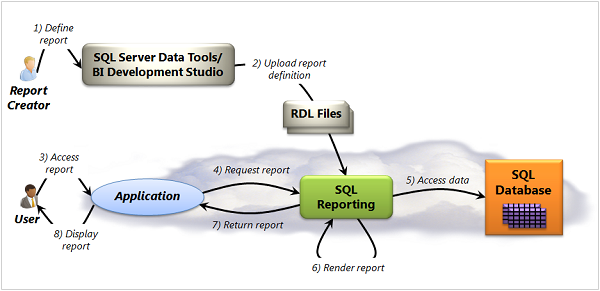 1) Define
report
SQL Server Data Tools/
BI Development Studio
2) Upload report
definition
Report
Creator
RDL Files
3) Access
report
4) Request report
5) Access data
SQL
Database
Application
SQL
Reporting
User
7) Return report
8) Display
report
6) Render report